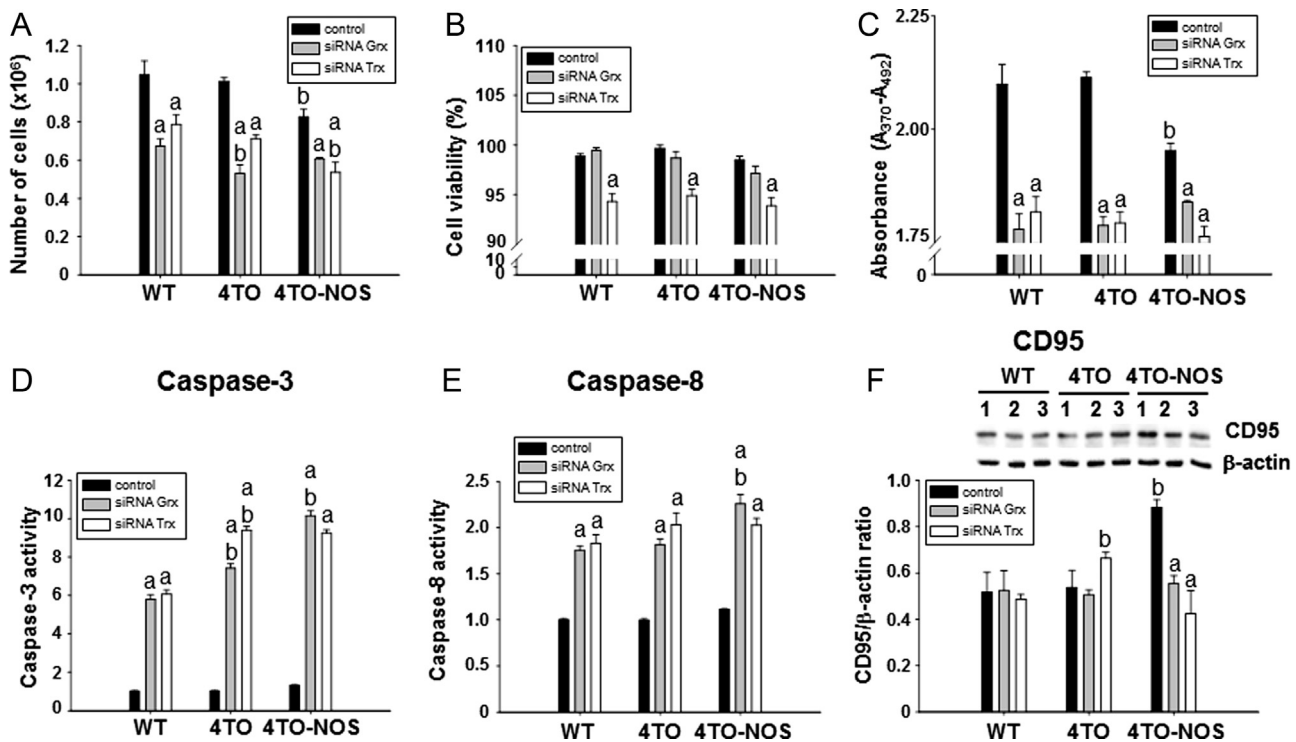 A
control
siRNA Grx
siRNA Trx
Number of cells (x10⁶)
1.2
1.0
0.8
0.6
0.4
0.2
0
a a
a b a
b a a b
WT 4TO 4TO-NOS
B
control
siRNA Grx
siRNA Trx
Cell viability (%)
110
105
100
95
90
10
0
a a a
WT 4TO 4TO-NOS
C
control
siRNA Grx
siRNA Trx
Absorbance (A₃₇₀-A₄₉₂)
2.25
2.00
1.75
0
a a
a a
b a a
WT 4TO 4TO-NOS
D
Caspase-3
control
siRNA Grx
siRNA Trx
Caspase-3 activity
12
10
8
6
4
2
0
a a
a b a b
a b a
WT 4TO 4TO-NOS
E
Caspase-8
control
siRNA Grx
siRNA Trx
Caspase-8 activity
2.5
2.0
1.5
1.0
0.5
0.0
a a
a a
a b a
WT 4TO 4TO-NOS
F
CD95
WT 4TO 4TO-NOS
1 2 3 1 2 3 1 2 3
CD95
β-actin
control
siRNA Grx
siRNA Trx
CD95/β-actin ratio
1.0
0.8
0.6
0.4
0.2
0.0
b
b a a
WT 4TO 4TO-NOS